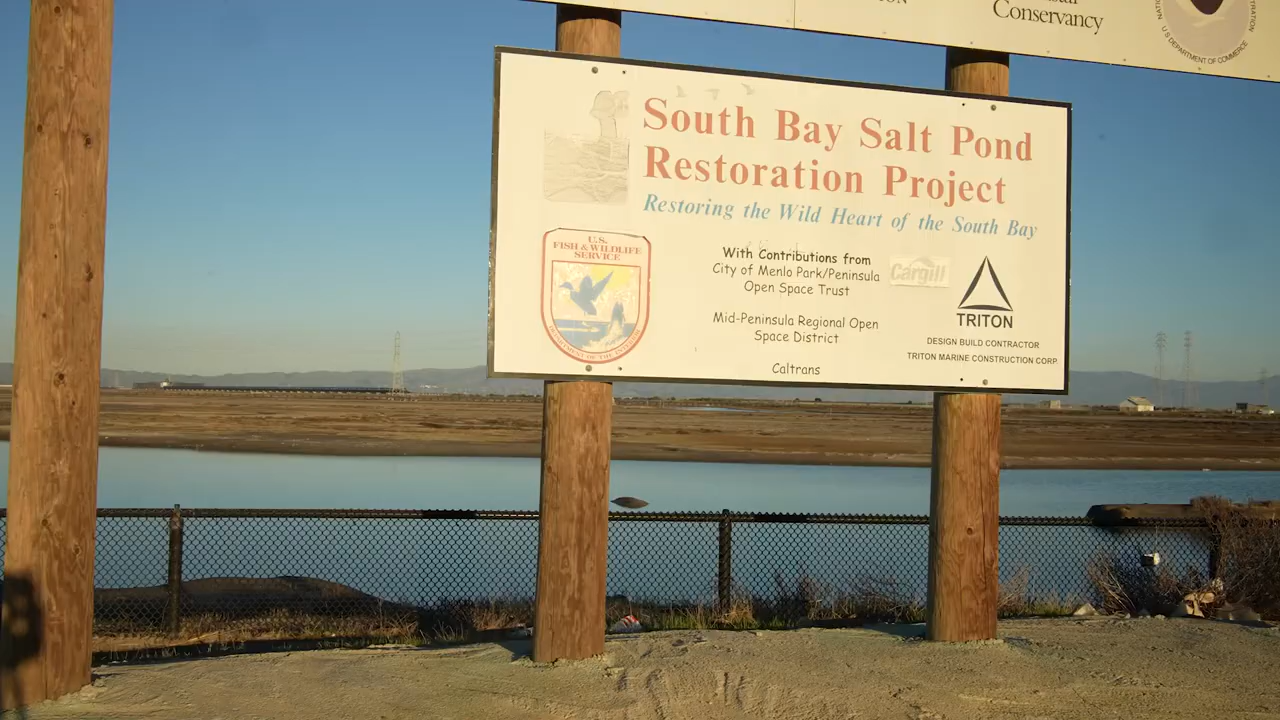 Conservancy
U.S. DEPARTMENT OF COMMERCE
South Bay Salt Pond
Restoration Project
Restoring the Wild Heart of the South Bay
U.S.
FISH & WILDLIFE
SERVICE
DEPARTMENT OF THE INTERIOR
With Contributions from
City of Menlo Park/Peninsula
Open Space Trust
Mid-Peninsula Regional Open
Space District
Caltrans
Cargill
TRITON
DESIGN BUILD CONTRACTOR
TRITON MARINE CONSTRUCTION CORP.